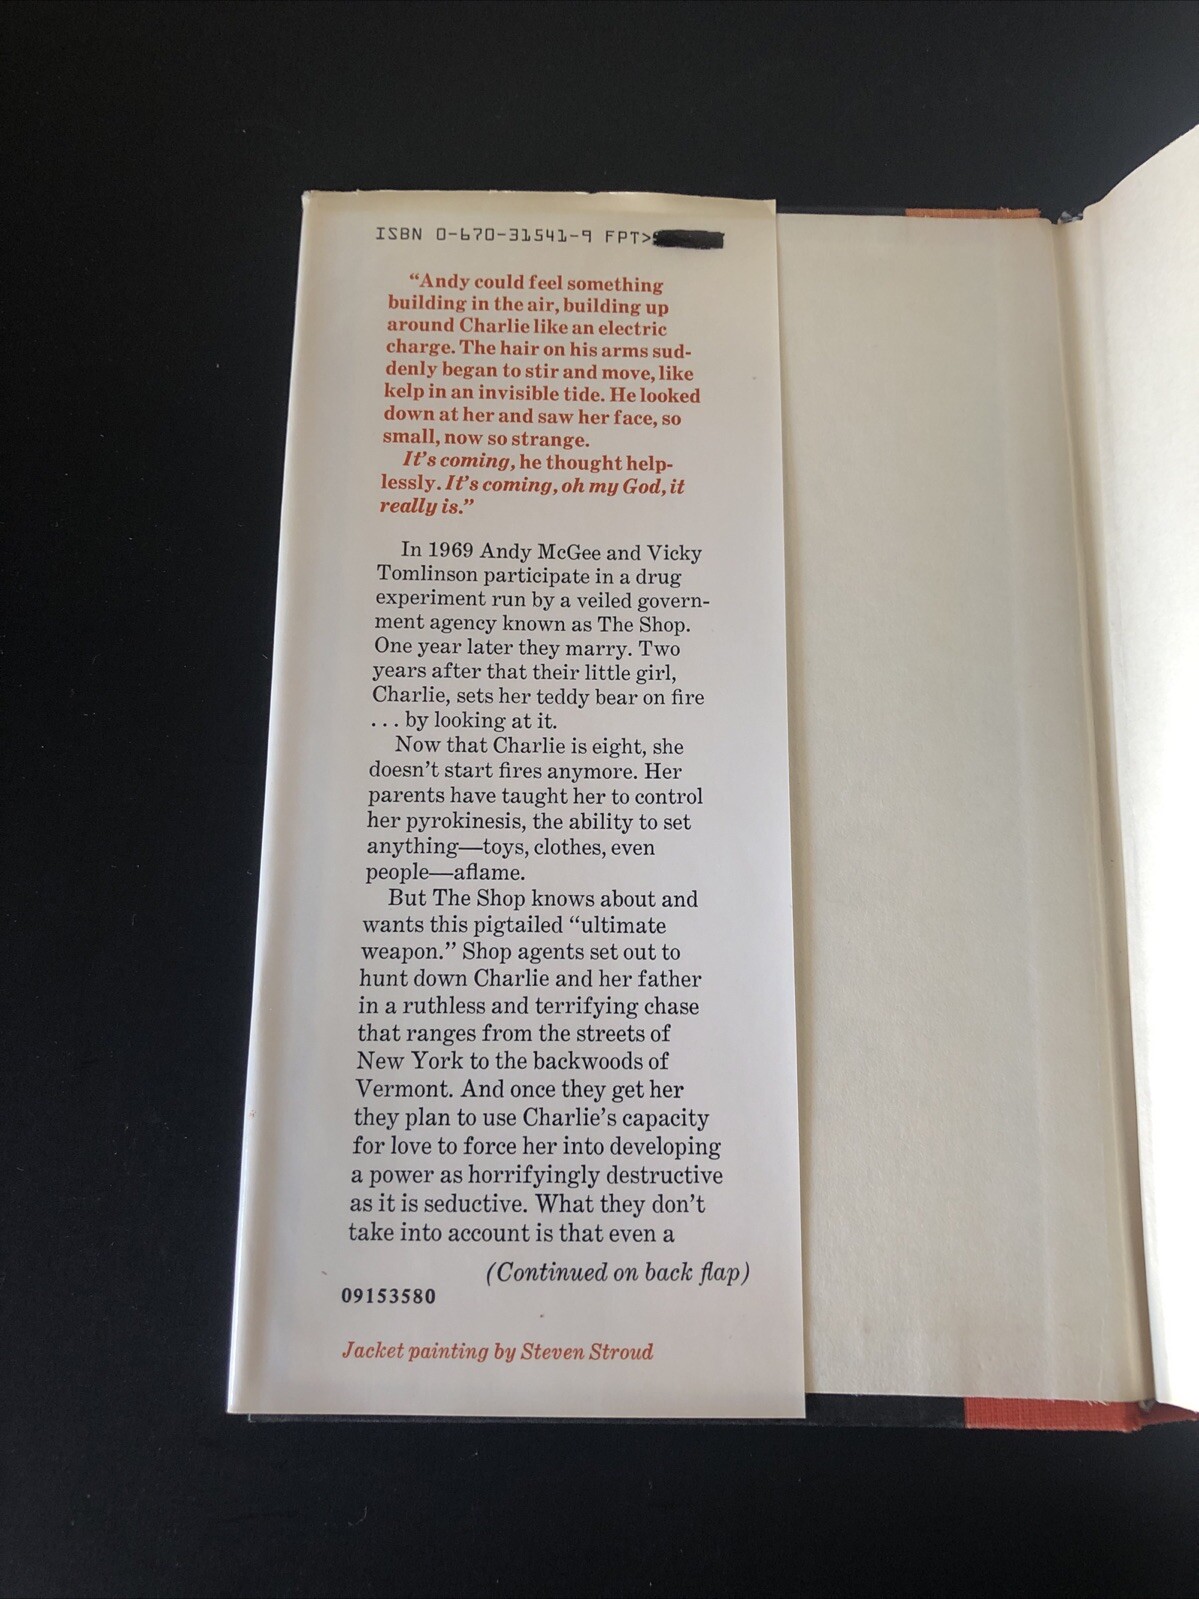 ISBN 0-670-31541-9 FPT>
“Andy could feel something
building in the air, building up
around Charlie like an electric
charge. The hair on his arms sud-
denly began to stir and move, like
kelp in an invisible tide. He looked
down at her and saw her face, so
small, now so strange.
It’s coming, he thought help-
lessly. It’s coming, oh my God, it
really is.”
In 1969 Andy McGee and Vicky
Tomlinson participate in a drug
experiment run by a veiled govern-
ment agency known as The Shop.
One year later they marry. Two
years after that their little girl,
Charlie, sets her teddy bear on fire
. . . by looking at it.
Now that Charlie is eight, she
doesn’t start fires anymore. Her
parents have taught her to control
her pyrokinesis, the ability to set
anything—toys, clothes, even
people—aflame.
But The Shop knows about and
wants this pigtailed “ultimate
weapon.” Shop agents set out to
hunt down Charlie and her father
in a ruthless and terrifying chase
that ranges from the streets of
New York to the backwoods of
Vermont. And once they get her
they plan to use Charlie’s capacity
for love to force her into developing
a power as horrifyingly destructive
as it is seductive. What they don’t
take into account is that even a
(Continued on back flap)
09153580
Jacket painting by Steven Stroud